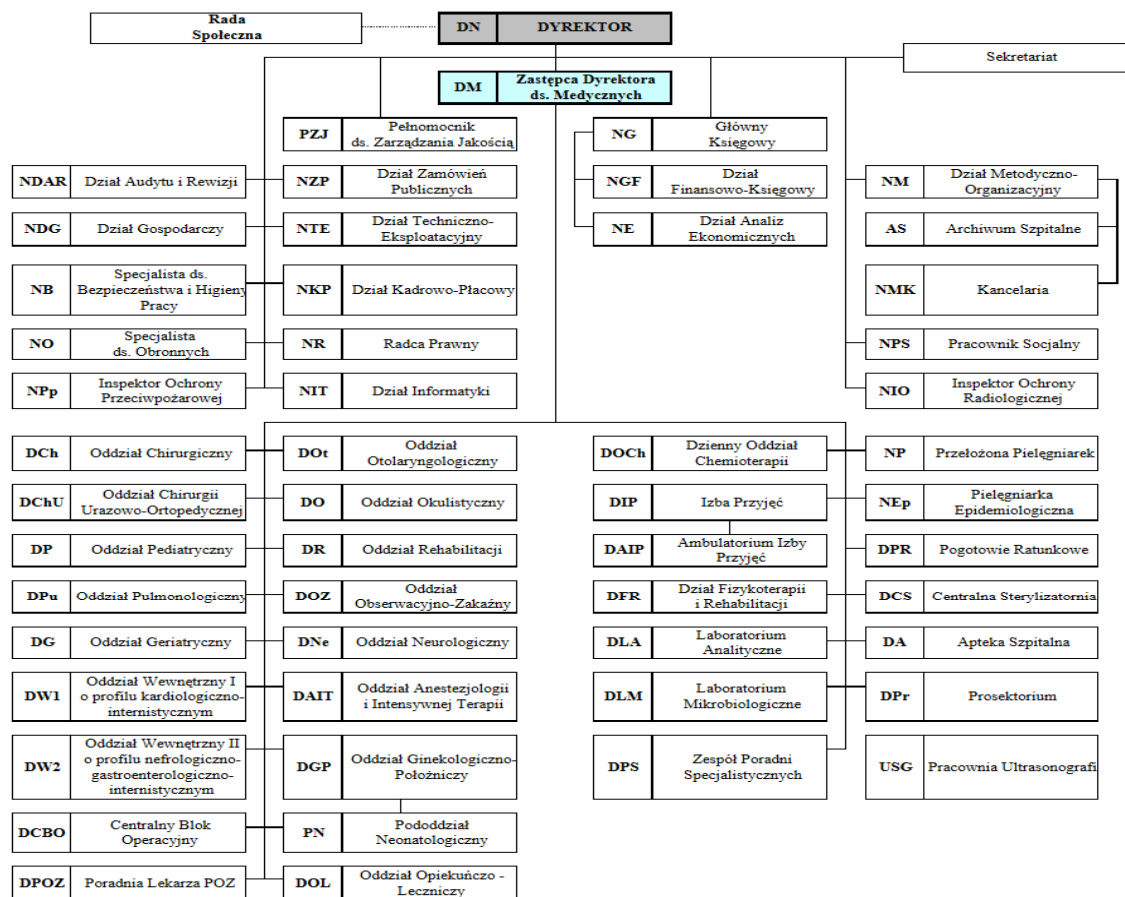 Rada
Społeczna
DN DYREKTOR
Sekretariat
DM Zastępca Dyrektora
ds. Medycznych
PZJ Pełnomocnik
ds. Zarządzania Jakością
NG Główny
Księgowy
NDAR Dział Audytu i Rewizji
NZP Dział Zamówień
Publicznych
NGF Dział
Finansowo-Księgowy
NM Dział Metodyczno-
Organizacyjny
NDG Dział Gospodarczy
NTE Dział Techniczno-
Eksploatacyjny
NE Dział Analiz
Ekonomicznych
AS Archiwum Szpitalne
NB Specjalista ds.
Bezpieczeństwa i Higieny
Pracy
NKP Dział Kadrowo-Płacowy
NMK Kancelaria
NO Specjalista
ds. Obronnych
NR Radca Prawny
NPS Pracownik Socjalny
NPp Inspektor Ochrony
Przeciwpożarowej
NIT Dział Informatyki
NIO Inspektor Ochrony
Radiologicznej
DCh Oddział Chirurgiczny
DOt Oddział
Otolaryngologiczny
DOCh Dzienny Oddział
Chemioterapii
NP Przełożona Pielęgniarek
DChU Oddział Chirurgii
Urazowo-Ortopedycznej
DO Oddział Okulistyczny
DIP Izba Przyjęć
NEp Pielęgniarka
Epidemiologiczna
DP Oddział Pediatryczny
DR Oddział Rehabilitacji
DAIP Ambulatorium Izby
Przyjęć
DPR Pogotowie Ratunkowe
DPu Oddział Pulmonologiczny
DOZ Oddział
Obserwacyjno-Zakaźny
DFR Dział Fizykoterapii
i Rehabilitacji
DCS Centralna Sterylizatornia
DG Oddział Geriatryczny
DNe Oddział Neurologiczny
DLA Laboratorium
Analityczne
DA Apteka Szpitalna
DW1 Oddział Wewnętrzny I
o profilu kardiologiczno-
internistycznym
DAIT Oddział Anestezjologii
i Intensywnej Terapii
DLM Laboratorium
Mikrobiologiczne
DPr Prosektorium
DW2 Oddział Wewnętrzny II
o profilu nefrologiczno-
gastroenterologiczno-
internistycznym
DGP Oddział Ginekologiczno-
Położniczy
DPS Zespół Poradni
Specjalistycznych
USG Pracownia Ultrasonografi
DCBO Centralny Blok
Operacyjny
PN Pododdział
Neonatologiczny
DPOZ Poradnia Lekarza POZ
DOL Oddział Opiekuńczo -
Leczniczy